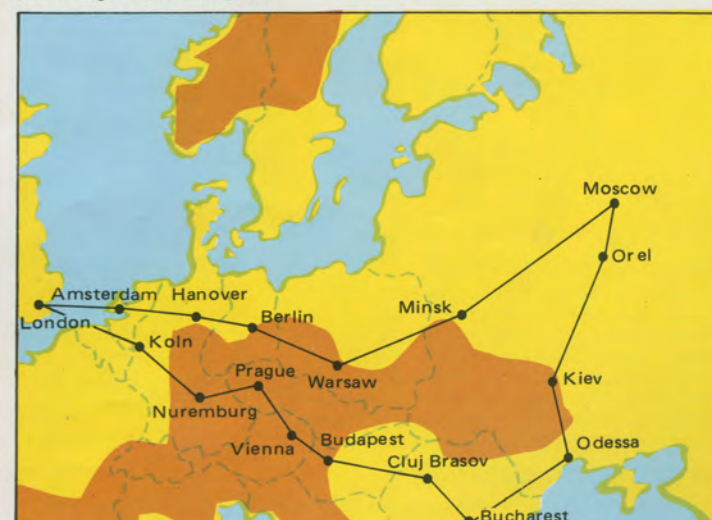 Moscow
Orel
Amsterdam
Hanover
London
Berlin
Minsk
Koln
Prague
Warsaw
Kiev
Nuremburg
Vienna
Budapest
Odessa
Cluj Brasov
Bucharest